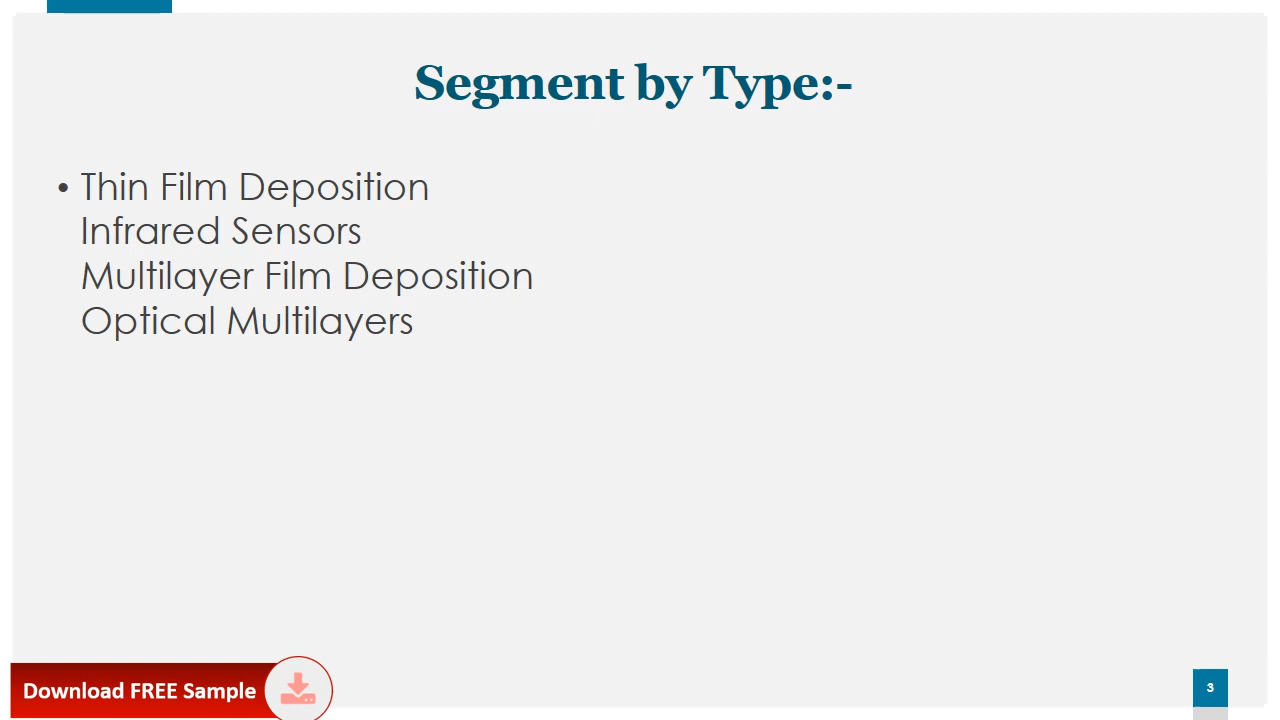 Segment by Type:-
• Thin Film Deposition
Infrared Sensors
Multilayer Film Deposition
Optical Multilayers
Download FREE Sample
3